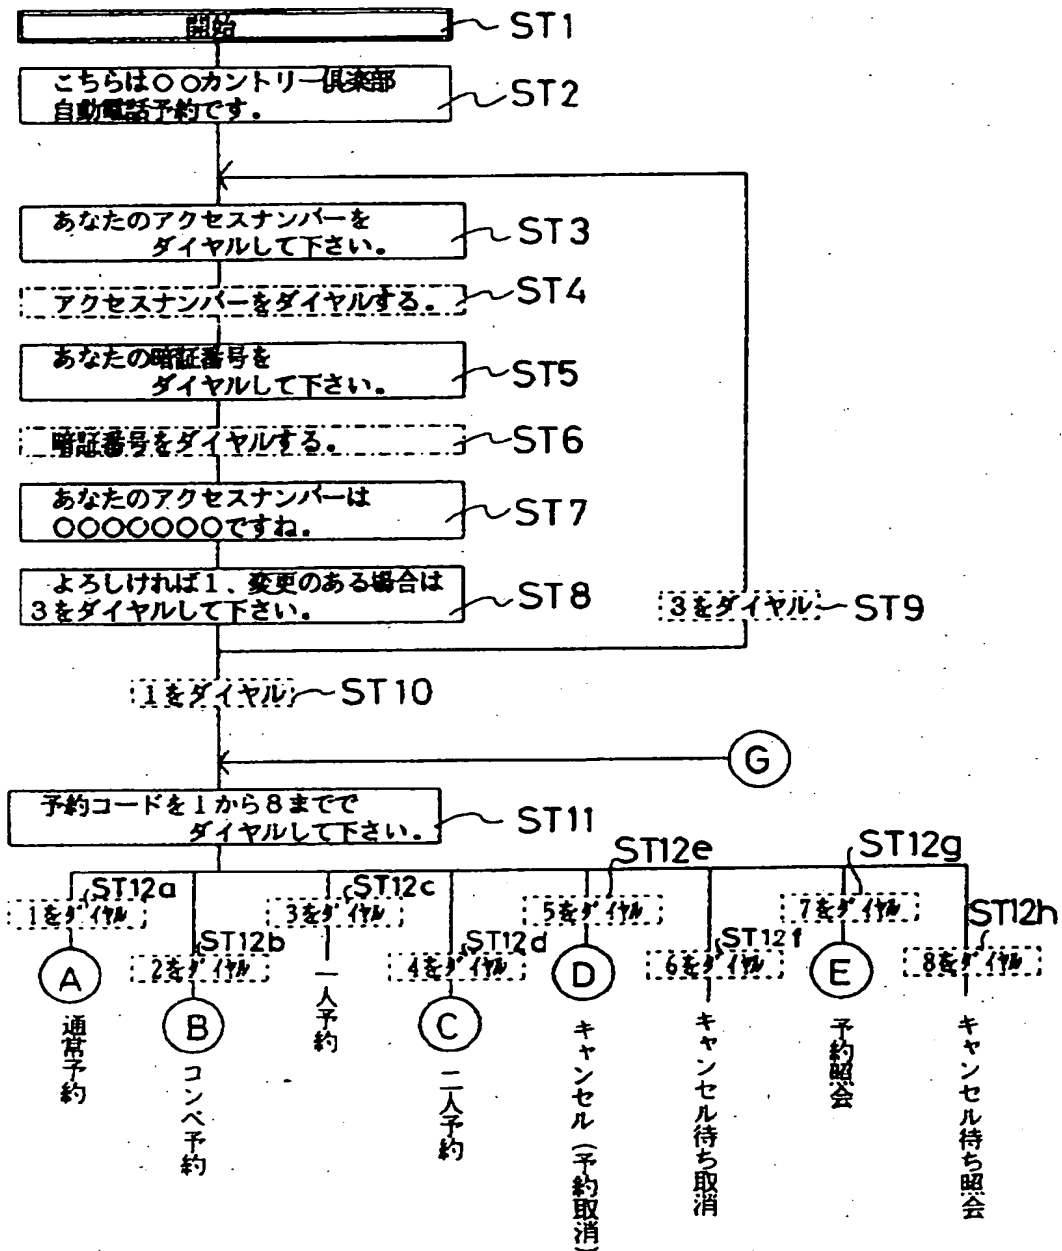 開始
ST1
こちらは○○カントリー倶楽部
自動電話予約です。
ST2
あなたのアクセスナンバーを
ダイヤルして下さい。
ST3
アクセスナンバーをダイヤルする。
ST4
あなたの暗証番号を
ダイヤルして下さい。
ST5
暗証番号をダイヤルする。
ST6
あなたのアクセスナンバーは
○○○○○○○ですね。
ST7
よろしければ1、変更のある場合は
3をダイヤルして下さい。
ST8
3をダイヤル
ST9
1をダイヤル
ST10
G
予約コードを1から8までで
ダイヤルして下さい。
ST11
ST12a
1をダイヤル
A
通常予約
ST12b
2をダイヤル
B
コンペ予約
ST12c
3をダイヤル
一人予約
ST12d
4をダイヤル
C
二人予約
ST12e
5をダイヤル
D
キャンセル(予約取消)
ST12f
6をダイヤル
キャンセル待ち取消
ST12g
7をダイヤル
E
予約照会
ST12h
8をダイヤル
キャンセル待ち照会